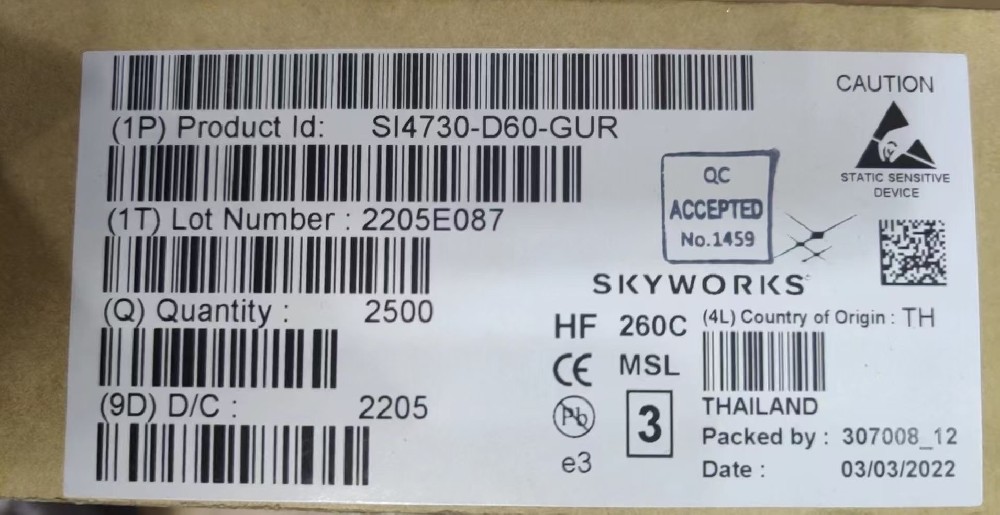 (1P) Product Id: SI4730-D60-GUR
(1T) Lot Number : 2205E087
(Q) Quantity : 2500
(9D) D/C : 2205
QC
ACCEPTED
No.1459
CAUTION
STATIC SENSITIVE
DEVICE
SKYWORKS
HF 260C
CE MSL
Pb 3
e3
(4L) Country of Origin : TH
THAILAND
Packed by : 307008_12
Date : 03/03/2022